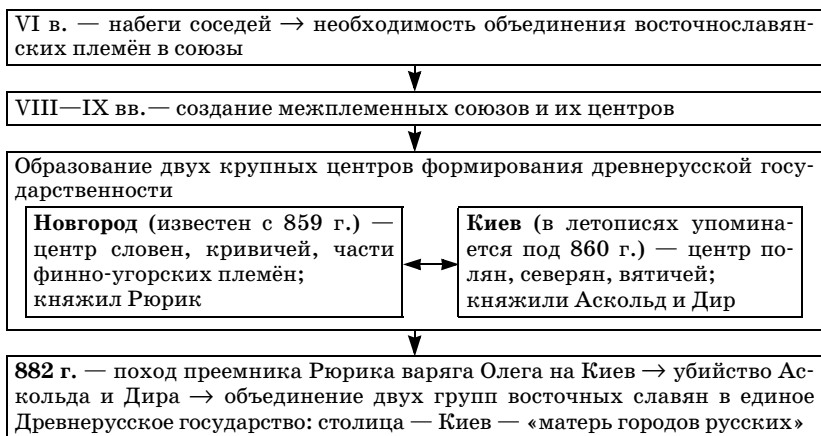 VI в. — набеги соседей → необходимость объединения восточнославян-
ских племён в союзы
VIII—IX вв.— создание межплеменных союзов и их центров
Образование двух крупных центров формирования древнерусской госу-
дарственности
Новгород (известен с 859 г.) —
центр словен, кривичей, части
финно-угорских племён;
княжил Рюрик
Киев (в летописях упомина-
ется под 860 г.) — центр по-
лян, северян, вятичей;
княжили Аскольд и Дир
882 г. — поход преемника Рюрика варяга Олега на Киев → убийство Ас-
кольда и Дира → объединение двух групп восточных славян в единое
Древнерусское государство: столица — Киев — «матерь городов русских»